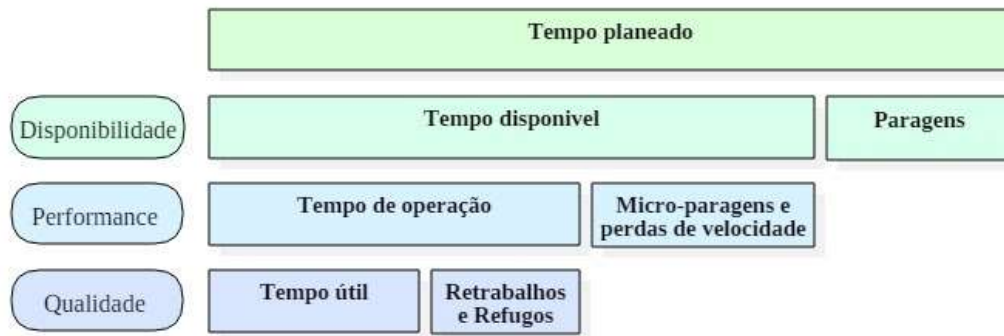 Tempo planeado
Disponibilidade
Tempo disponivel
Paragens
Performance
Tempo de operação
Micro-paragens e
perdas de velocidade
Qualidade
Tempo útil
Retrabalhos
e Refugos